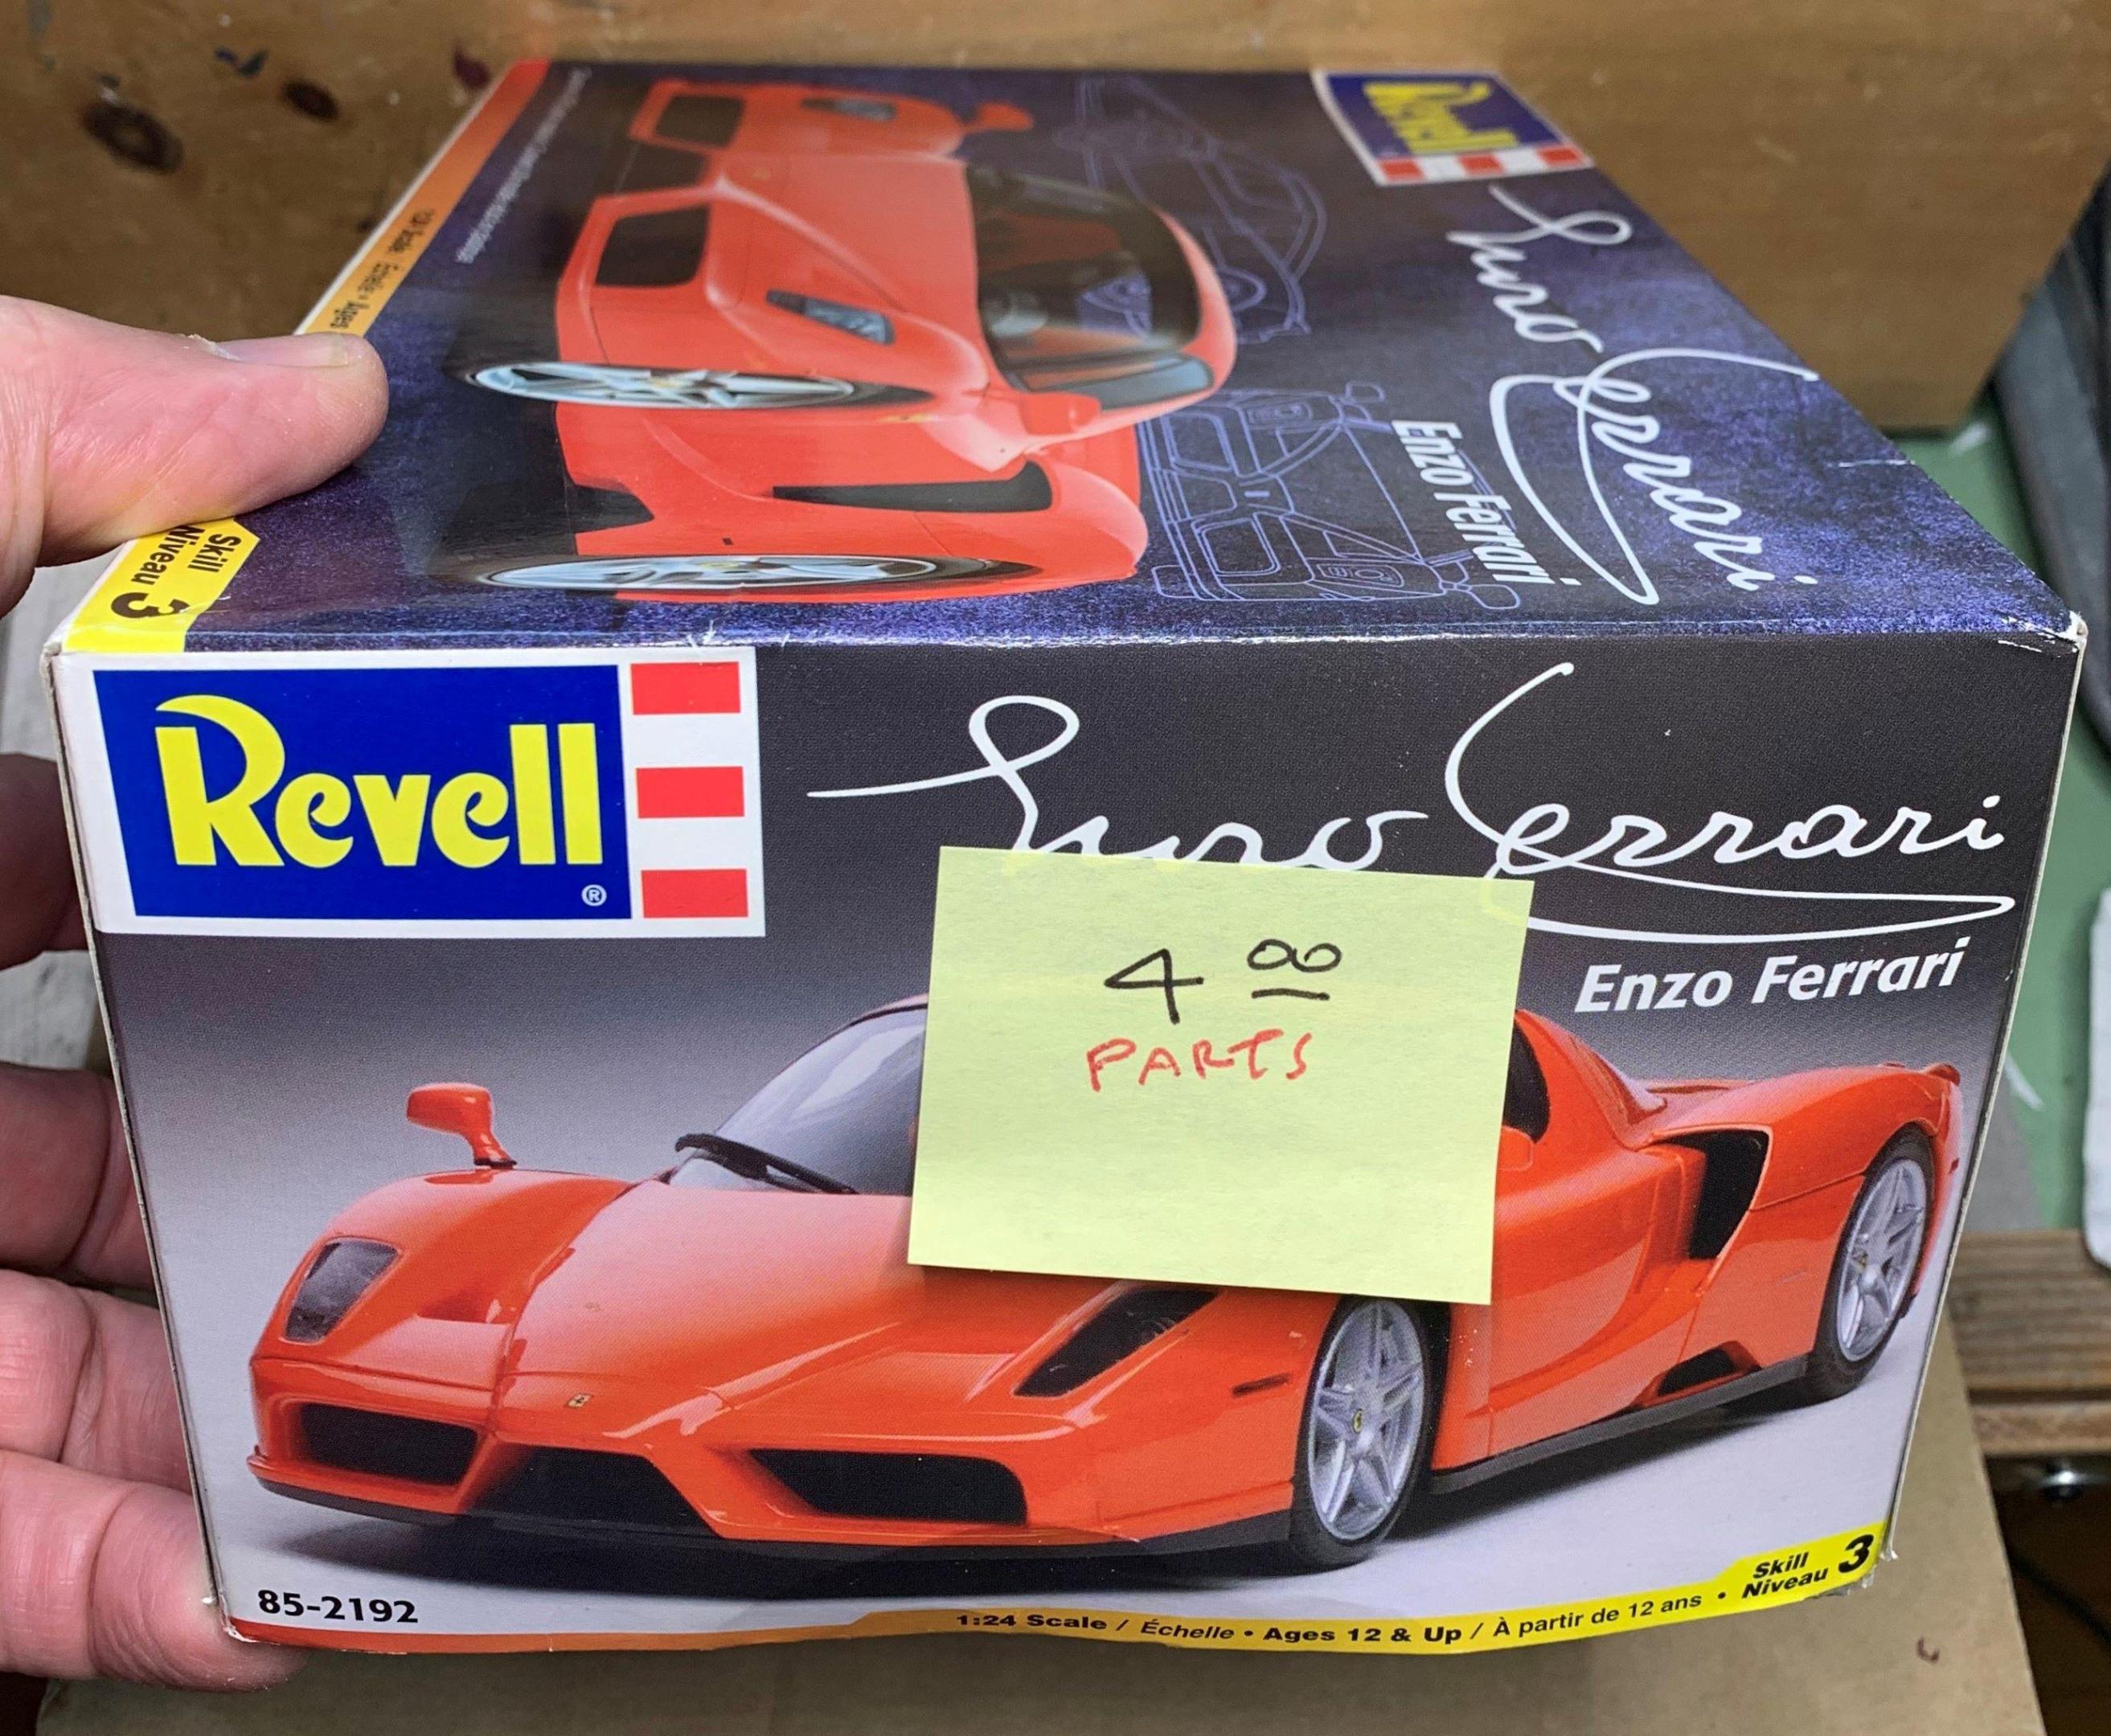 Revell
Enzo Ferrari
Enzo Ferrari
Skill
Niveau 3
Revell®
Enzo Ferrari
4 00
PARTS
Enzo Ferrari
85-2192
1:24 Scale / Échelle • Ages 12 & Up / À partir de 12 ans • Skill Niveau 3